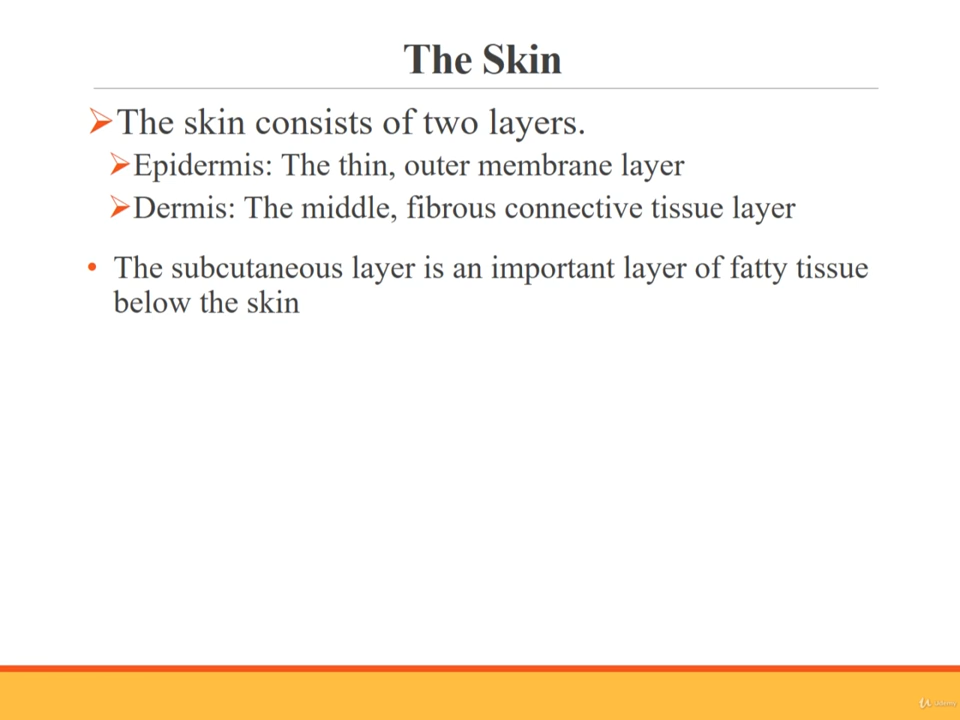 The Skin
The skin consists of two layers.
Epidermis: The thin, outer membrane layer
Dermis: The middle, fibrous connective tissue layer
• The subcutaneous layer is an important layer of fatty tissue
below the skin
Udemy